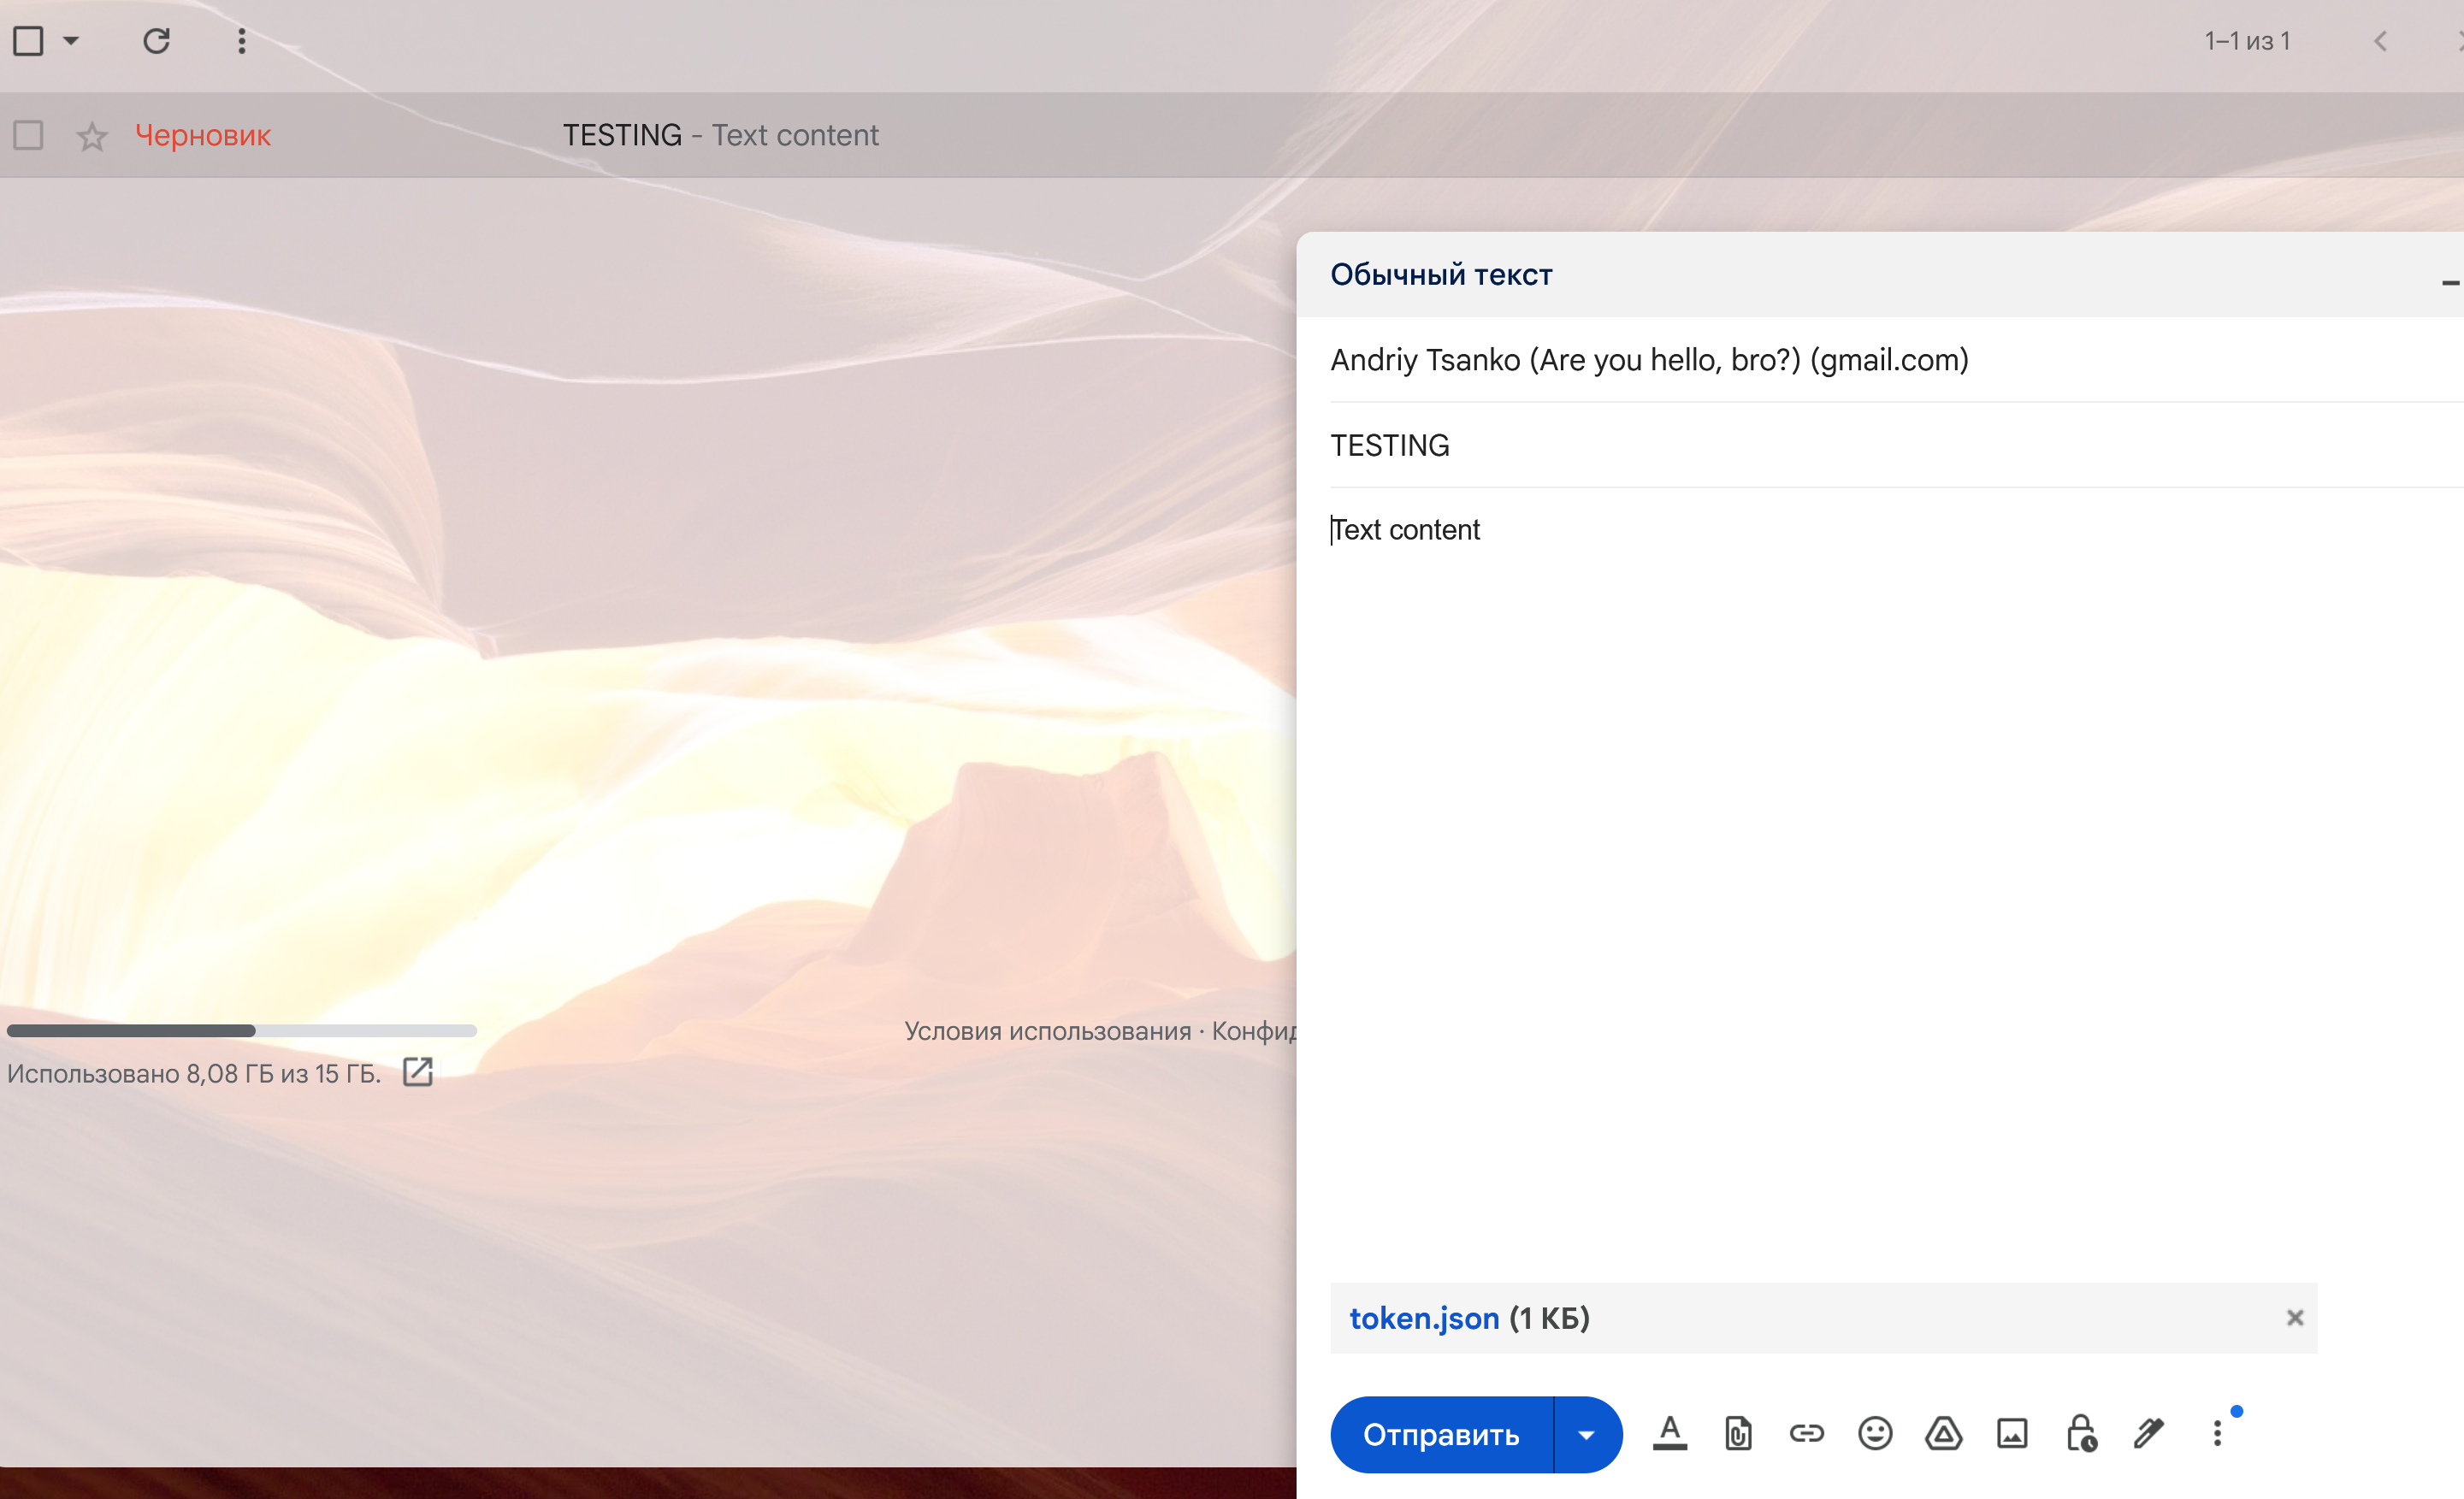 1–1 из 1
Черновик
TESTING - Text content
Обычный текст
Andriy Tsanko (Are you hello, bro?) (gmail.com)
TESTING
Text content
Условия использования · Конфид
Использовано 8,08 ГБ из 15 ГБ.
token.json (1 КБ)
Отправить